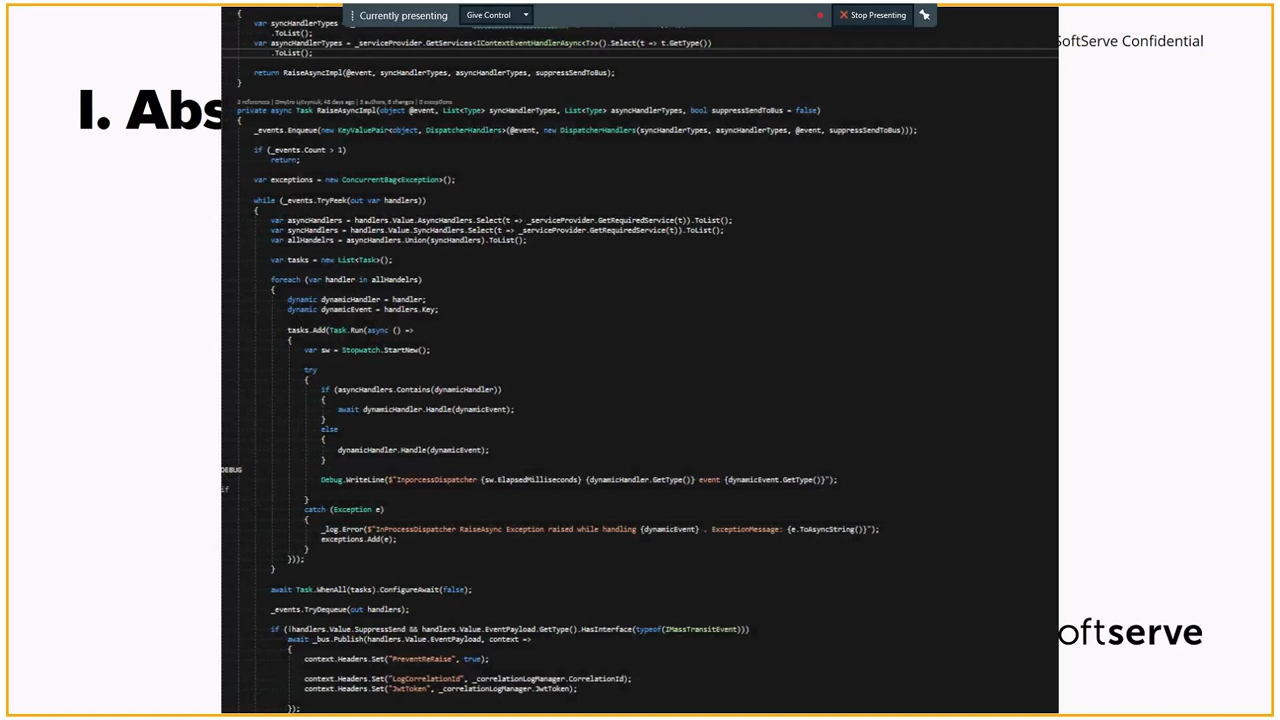 Currently presenting
Give Control
Stop Presenting
SoftServe Confidential
I. Abs
{
var syncHandlerTypes
.ToList();
var asyncHandlerTypes = _serviceProvider.GetServices<IContextEventHandlerAsync<T>>().Select(t => t.GetType())
.ToList();
return RaiseAsyncImpl(@event, syncHandlerTypes, asyncHandlerTypes, suppressSendToBus);
}
private async Task RaiseAsyncImpl(object @event, List<Type> syncHandlerTypes, List<Type> asyncHandlerTypes, bool suppressSendToBus = false)
{
_events.Enqueue(new KeyValuePair<object, DispatcherHandlers>(@event, new DispatcherHandlers(syncHandlerTypes, asyncHandlerTypes, @event, suppressSendToBus)));
if (_events.Count > 1)
return;
var exceptions = new ConcurrentBag<Exception>();
while (_events.TryPeek(out var handlers))
{
var asyncHandlers = handlers.Value.AsyncHandlers.Select(t => _serviceProvider.GetRequiredService(t)).ToList();
var syncHandlers = handlers.Value.SyncHandlers.Select(t => _serviceProvider.GetRequiredService(t)).ToList();
var allHandelrs = asyncHandlers.Union(syncHandlers).ToList();
var tasks = new List<Task>();
foreach (var handler in allHandelrs)
{
dynamic dynamicHandler = handler;
dynamic dynamicEvent = handlers.Key;
tasks.Add(Task.Run(async () =>
{
var sw = Stopwatch.StartNew();
try
{
if (asyncHandlers.Contains(dynamicHandler))
{
await dynamicHandler.Handle(dynamicEvent);
}
else
{
dynamicHandler.Handle(dynamicEvent);
}
DEBUG
Debug.WriteLine($"InporcessDispatcher {sw.ElapsedMilliseconds} {dynamicHandler.GetType()} event {dynamicEvent.GetType()}");
if
}
catch (Exception e)
{
_log.Error($"InProcessDispatcher RaiseAsync Exception raised while handling {dynamicEvent} . ExceptionMessage: {e.ToAsyncString()}");
exceptions.Add(e);
}
}));
}
await Task.WhenAll(tasks).ConfigureAwait(false);
_events.TryDequeue(out handlers);
if (!handlers.Value.SuppressSend && handlers.Value.EventPayload.GetType().HasInterface(typeof(IMassTransitEvent)))
await _bus.Publish(handlers.Value.EventPayload, context =>
{
context.Headers.Set("PreventReRaise", true);
context.Headers.Set("LogCorrelationId", _correlationLogManager.CorrelationId);
context.Headers.Set("JwtToken", _correlationLogManager.JwtToken);
});
oftserve